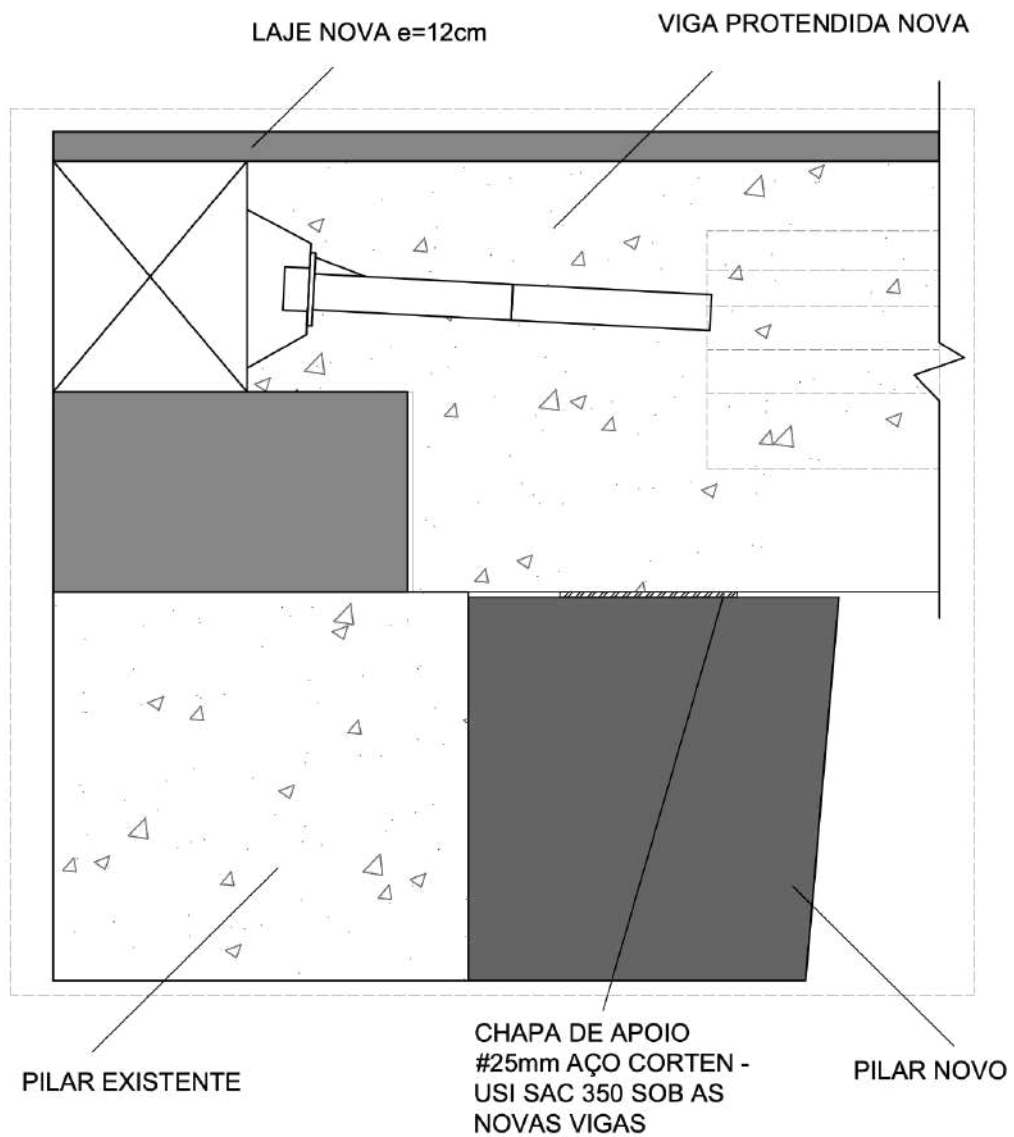 LAJE NOVA e=12cm
VIGA PROTENDIDA NOVA
PILAR EXISTENTE
CHAPA DE APOIO
#25mm AÇO CORTEN -
USI SAC 350 SOB AS
NOVAS VIGAS
PILAR NOVO